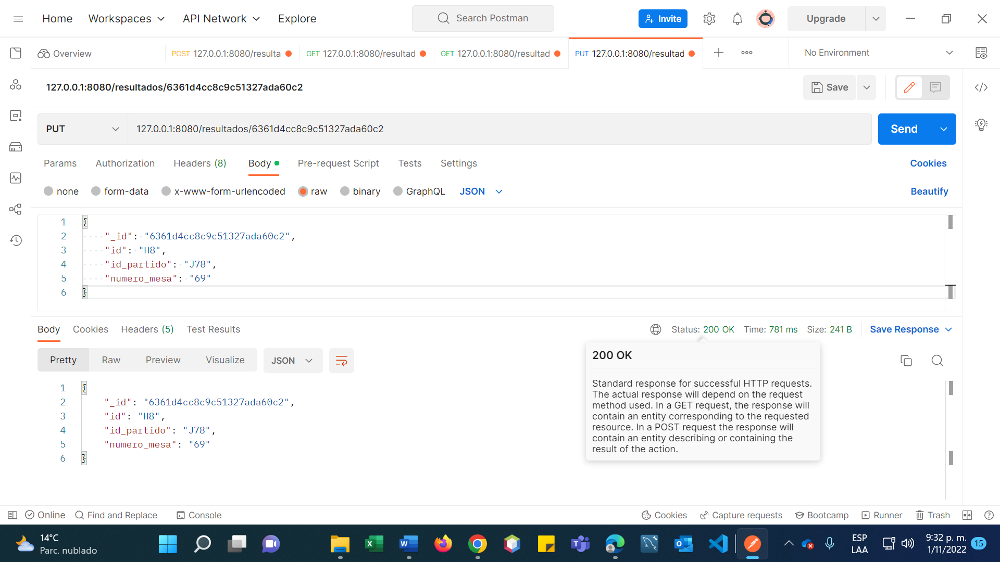 Home Workspaces API Network Explore Search Postman Invite Upgrade
Overview POST 127.0.0.1:8080/resulta GET 127.0.0.1:8080/resultad GET 127.0.0.1:8080/resultad PUT 127.0.0.1:8080/resultad No Environment
127.0.0.1:8080/resultados/6361d4cc8c9c51327ada60c2 Save
PUT 127.0.0.1:8080/resultados/6361d4cc8c9c51327ada60c2 Send
Params Authorization Headers (8) Body Pre-request Script Tests Settings Cookies
none form-data x-www-form-urlencoded raw binary GraphQL JSON Beautify
1 {
2 "_id": "6361d4cc8c9c51327ada60c2",
3 "id": "H8",
4 "id_partido": "J78",
5 "numero_mesa": "69"
6 }
Body Cookies Headers (5) Test Results Status: 200 OK Time: 781 ms Size: 241 B Save Response
Pretty Raw Preview Visualize JSON
200 OK
Standard response for successful HTTP requests.
The actual response will depend on the request
method used. In a GET request, the response will
contain an entity corresponding to the requested
resource. In a POST request the response will
contain an entity describing or containing the
result of the action.
1 {
2 "_id": "6361d4cc8c9c51327ada60c2",
3 "id": "H8",
4 "id_partido": "J78",
5 "numero_mesa": "69"
6 }
Online Find and Replace Console Cookies Capture requests Bootcamp Runner Trash
14°C
Parc. nublado
ESP
LAA
9:32 p. m.
1/11/2022
15